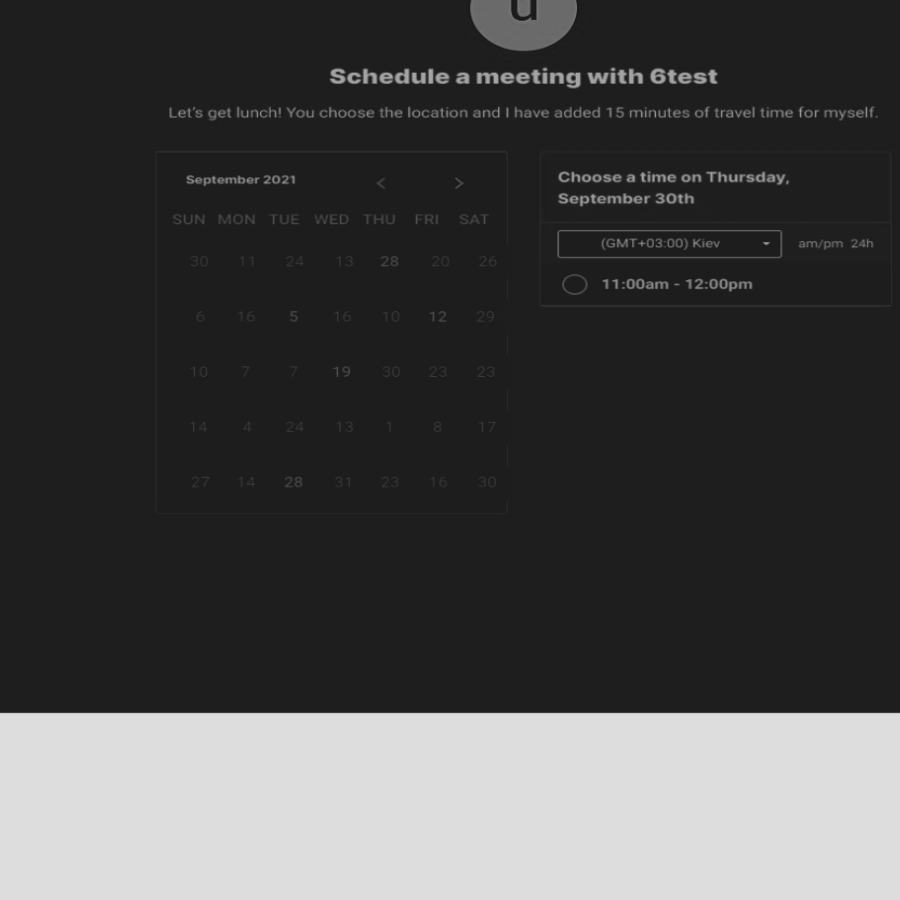 u
Schedule a meeting with 6test
Let's get lunch! You choose the location and I have added 15 minutes of travel time for myself.
September 2021 < >
SUN MON TUE WED THU FRI SAT
30 11 24 13 28 20 26
6 16 5 16 10 12 29
10 7 7 19 30 23 23
14 4 24 13 1 8 17
27 14 28 31 23 16 30
Choose a time on Thursday,
September 30th
(GMT+03:00) Kiev am/pm 24h
11:00am - 12:00pm